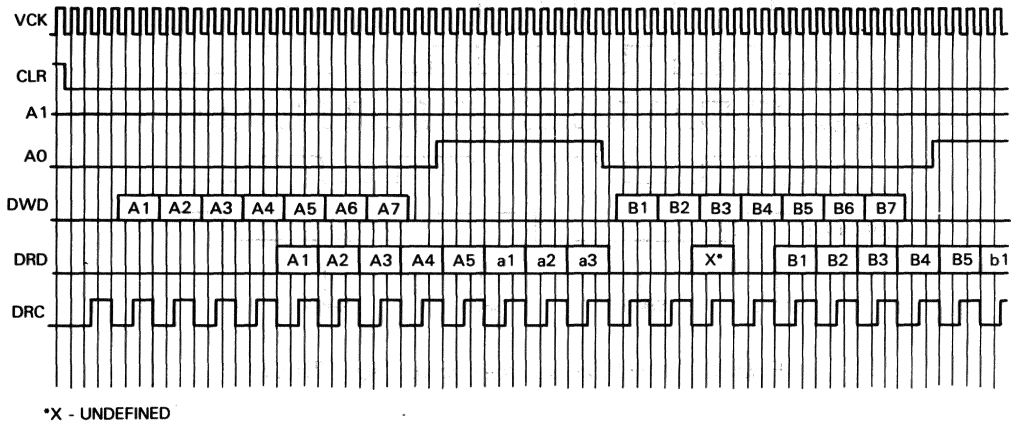 VCK
CLR
A1
A0
DWD A1 A2 A3 A4 A5 A6 A7 B1 B2 B3 B4 B5 B6 B7
DRD A1 A2 A3 A4 A5 a1 a2 a3 X* B1 B2 B3 B4 B5 b1
DRC
*X - UNDEFINED